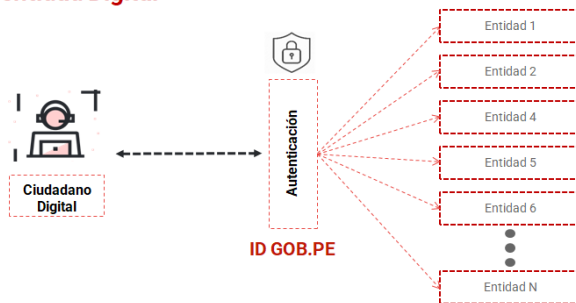 Entidad 1
Entidad 2
Entidad 4
Entidad 5
Entidad 6
Entidad N
Autenticación
Ciudadano
Digital
ID GOB.PE